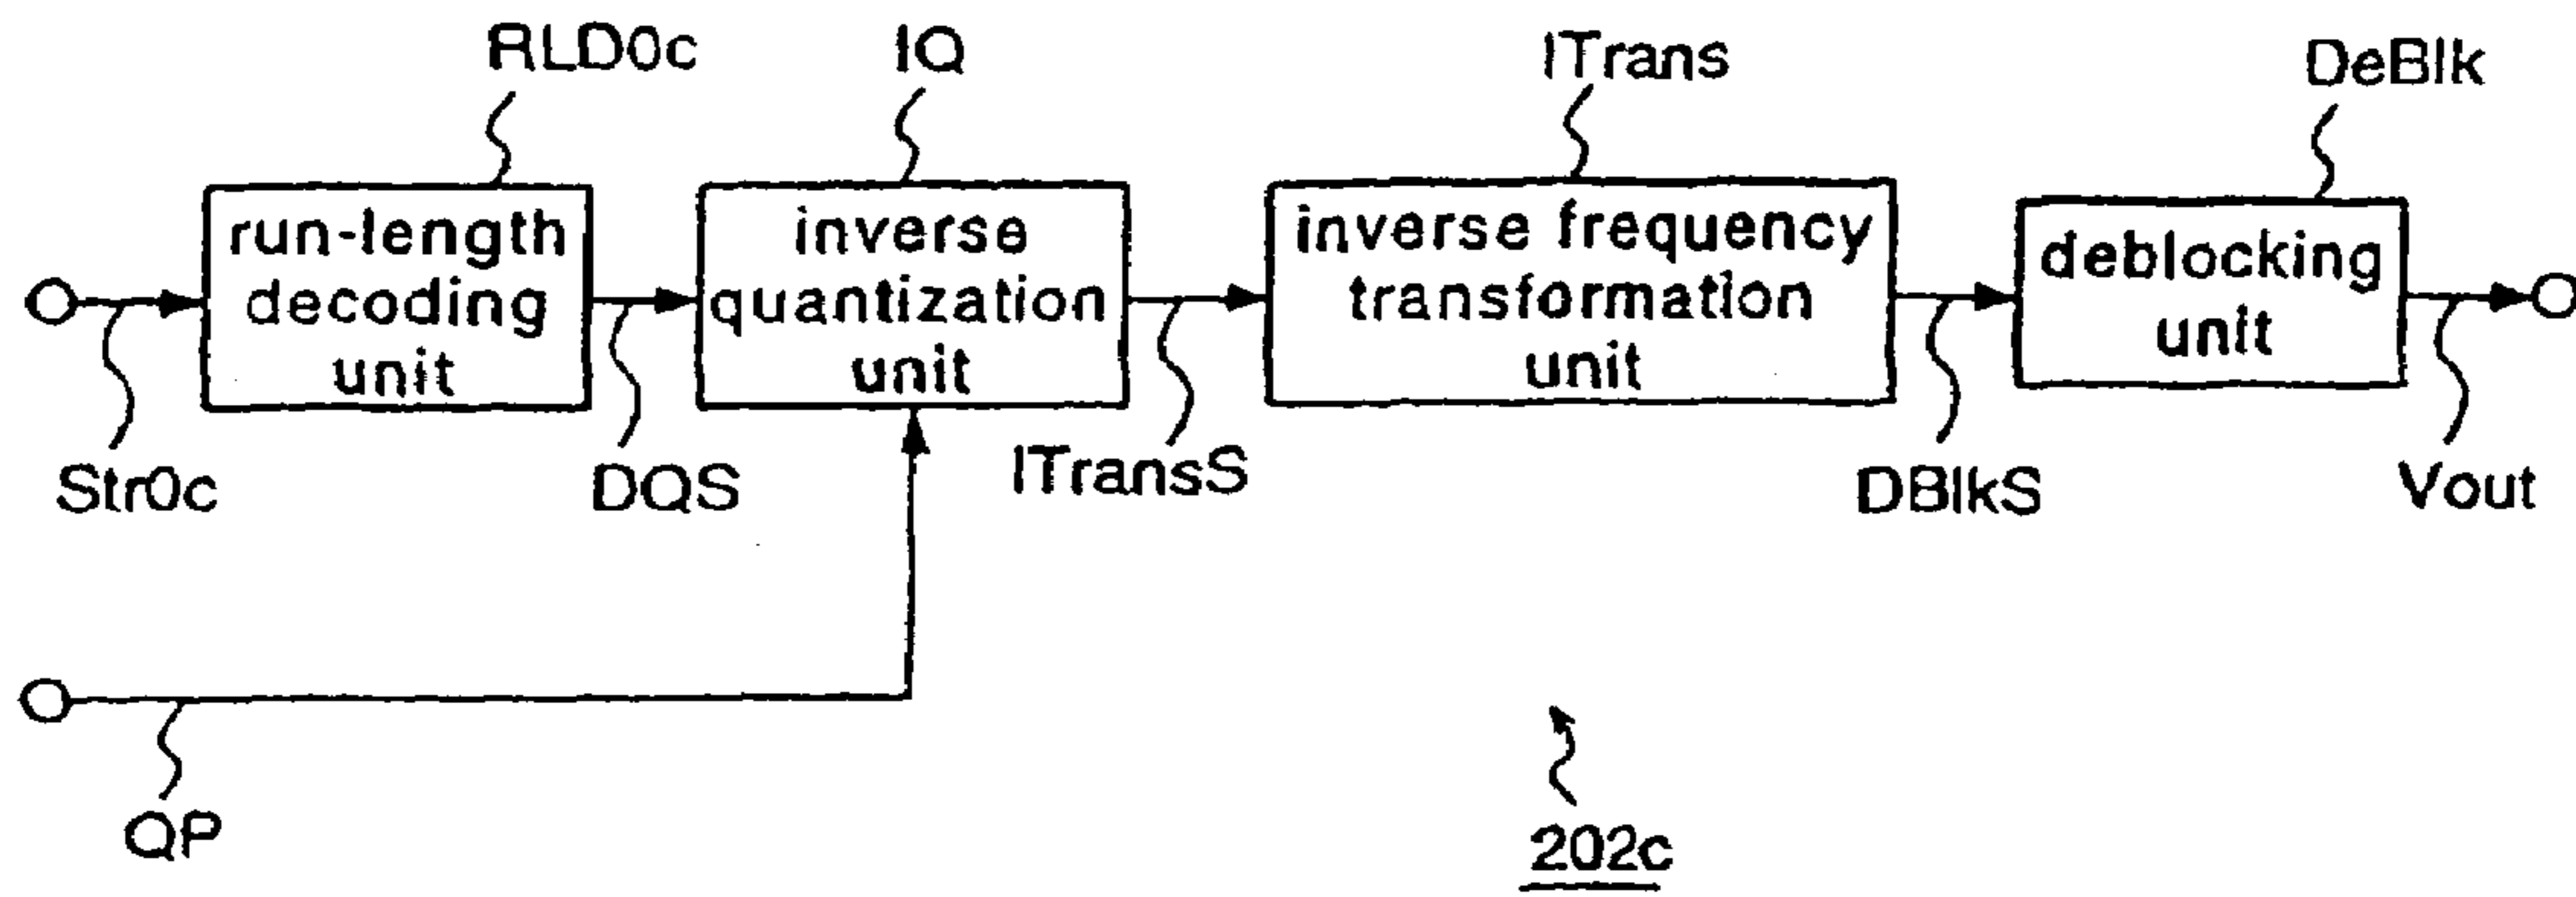 RLD0c
IQ
ITrans
DeBlk
run-length
decoding
unit
inverse
quantization
unit
inverse frequency
transformation
unit
deblocking
unit
Str0c
DQS
ITransS
DBlkS
Vout
QP
202c